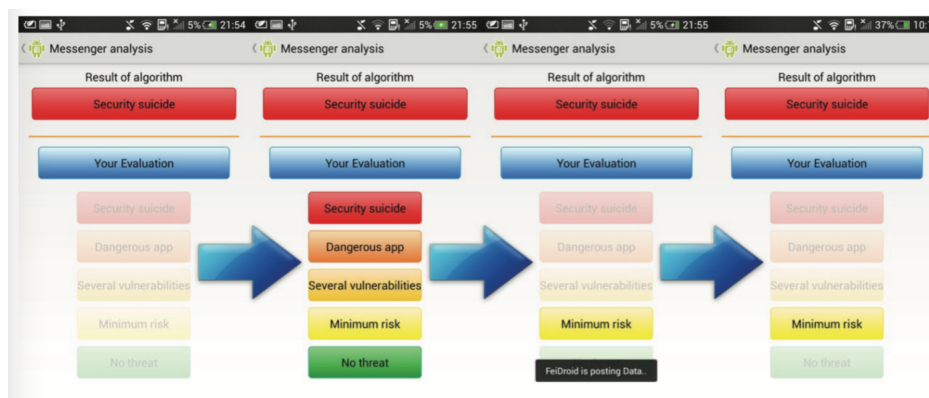 5% 21:54
Messenger analysis
Result of algorithm
Security suicide
Your Evaluation
Security suicide
Dangerous app
Several vulnerabilities
Minimum risk
No threat
5% 21:55
Messenger analysis
Result of algorithm
Security suicide
Your Evaluation
Security suicide
Dangerous app
Several vulnerabilities
Minimum risk
No threat
5% 21:55
Messenger analysis
Result of algorithm
Security suicide
Your Evaluation
Security suicide
Dangerous app
Several vulnerabilities
Minimum risk
FeiDroid is posting Data..
37% 10:
Messenger analysis
Result of algorithm
Security suicide
Your Evaluation
Security suicide
Dangerous app
Several vulnerabilities
Minimum risk
No threat